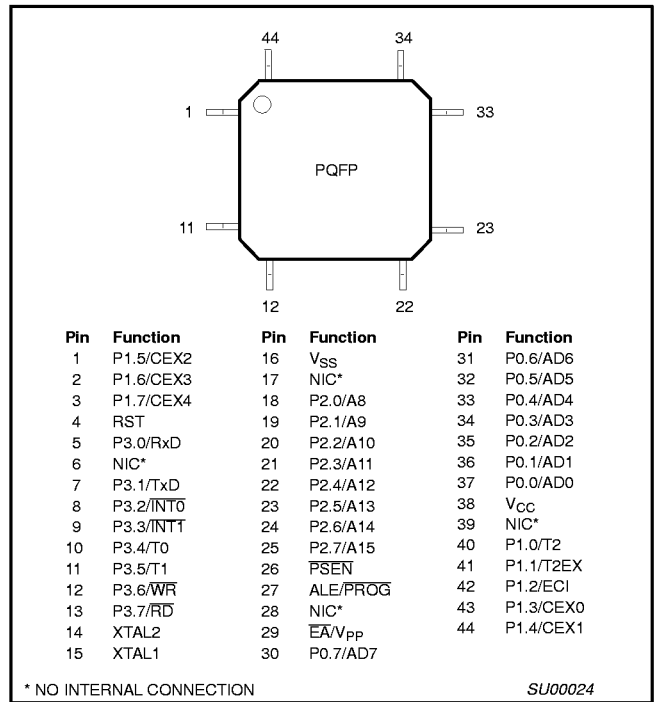 44 34
1 33
PQFP
11 23
12 22
Pin Function Pin Function Pin Function
1 P1.5/CEX2 16 VSS 31 P0.6/AD6
2 P1.6/CEX3 17 NIC* 32 P0.5/AD5
3 P1.7/CEX4 18 P2.0/A8 33 P0.4/AD4
4 RST 19 P2.1/A9 34 P0.3/AD3
5 P3.0/RxD 20 P2.2/A10 35 P0.2/AD2
6 NIC* 21 P2.3/A11 36 P0.1/AD1
7 P3.1/TxD 22 P2.4/A12 37 P0.0/AD0
8 P3.2/INT0 23 P2.5/A13 38 VCC
9 P3.3/INT1 24 P2.6/A14 39 NIC*
10 P3.4/T0 25 P2.7/A15 40 P1.0/T2
11 P3.5/T1 26 PSEN 41 P1.1/T2EX
12 P3.6/WR 27 ALE/PROG 42 P1.2/ECI
13 P3.7/RD 28 NIC* 43 P1.3/CEX0
14 XTAL2 29 EA/VPP 44 P1.4/CEX1
15 XTAL1 30 P0.7/AD7
* NO INTERNAL CONNECTION SU00024